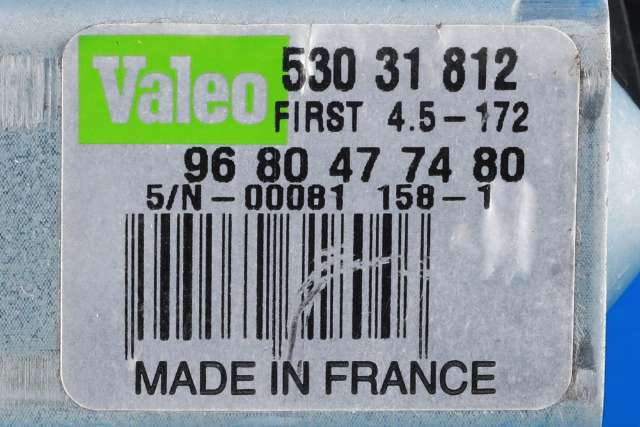 Valeo 530 31 812
FIRST 4.5-172
96 80 47 74 80
S/N-00081 158-1
MADE IN FRANCE